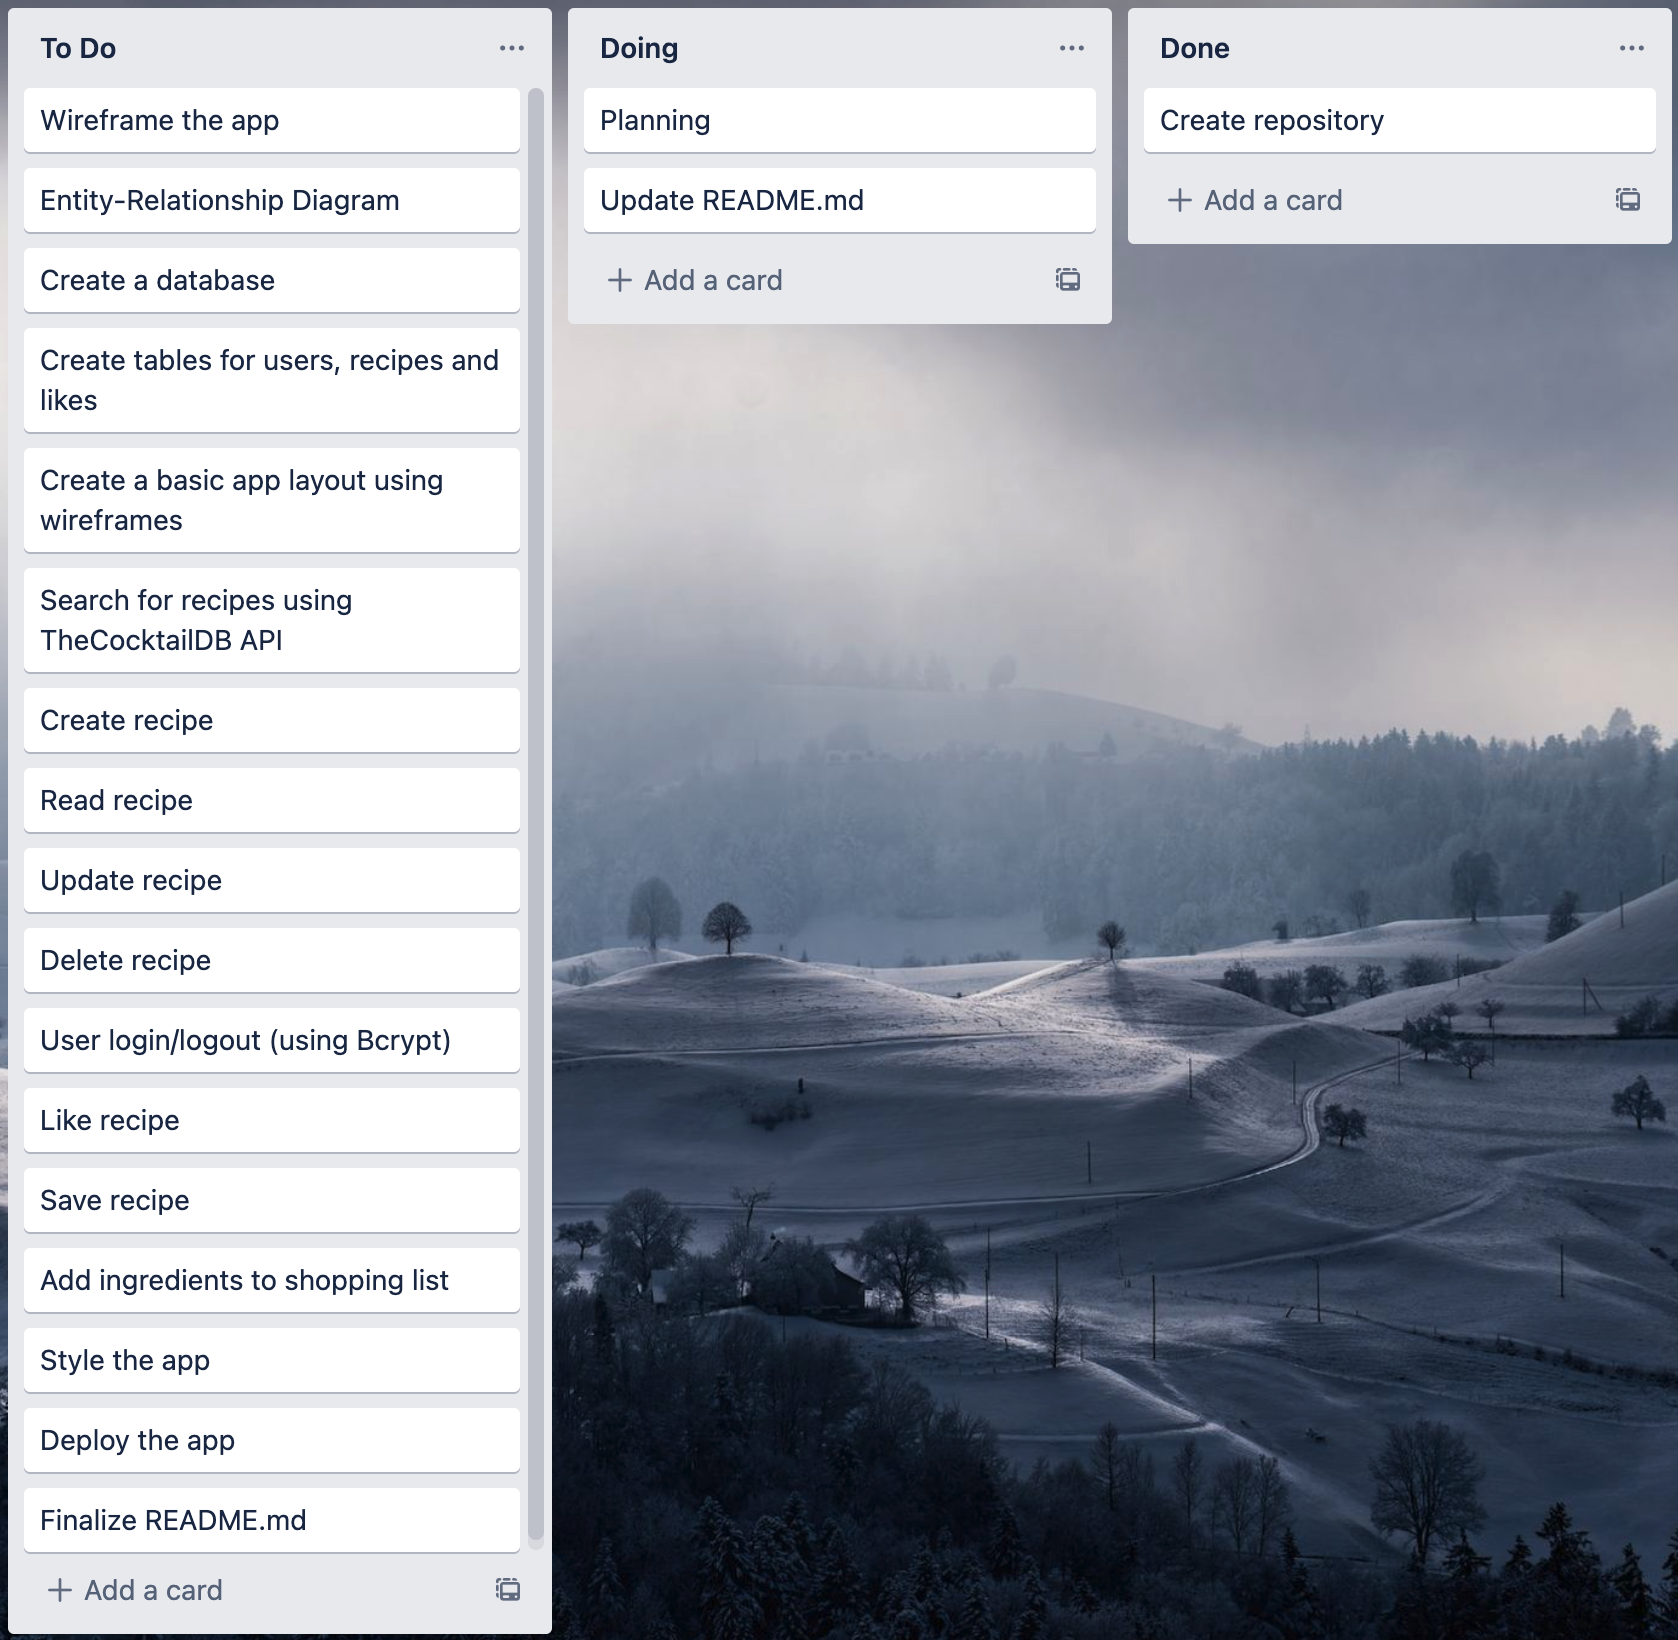 To Do
Wireframe the app
Entity-Relationship Diagram
Create a database
Create tables for users, recipes and
likes
Create a basic app layout using
wireframes
Search for recipes using
TheCocktailDB API
Create recipe
Read recipe
Update recipe
Delete recipe
User login/logout (using Bcrypt)
Like recipe
Save recipe
Add ingredients to shopping list
Style the app
Deploy the app
Finalize README.md
+ Add a card
Doing
Planning
Update README.md
+ Add a card
Done
Create repository
+ Add a card